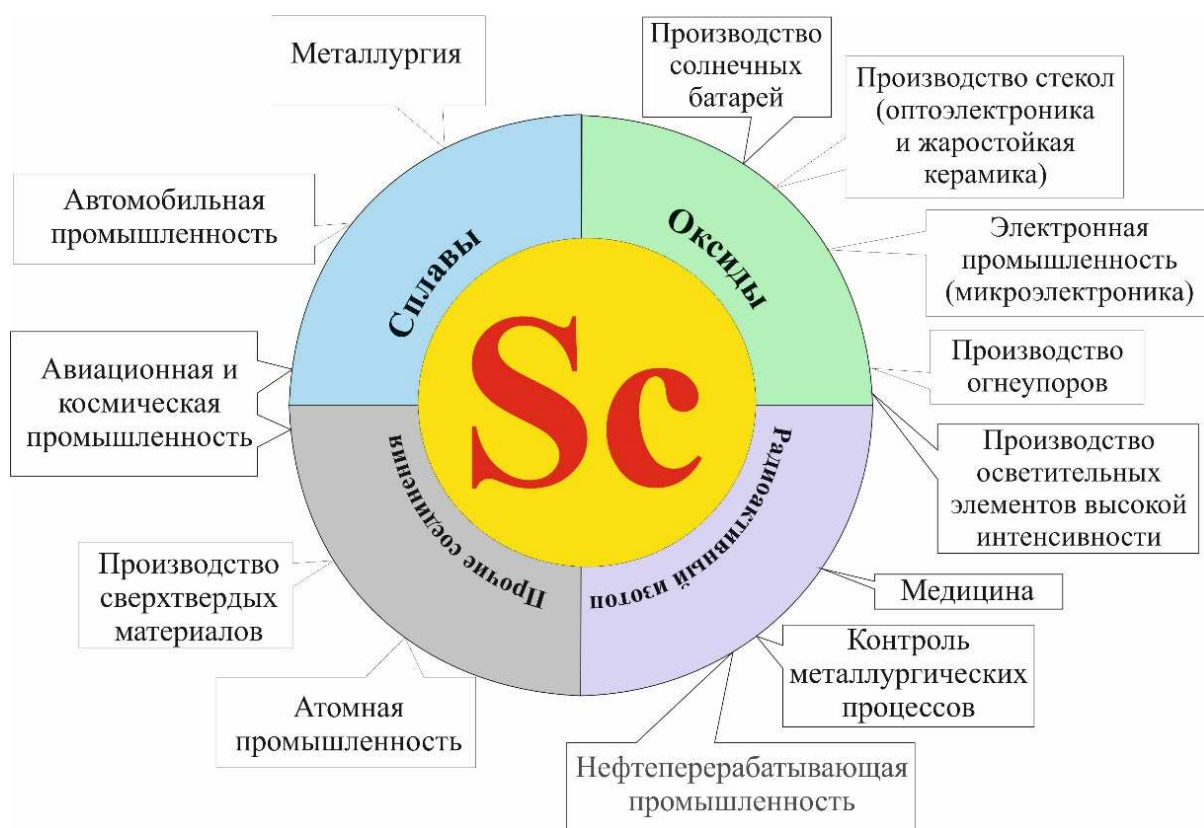 Металлургия
Производство
солнечных
батарей
Производство стекол
(оптоэлектроника
и жаростойкая
керамика)
Автомобильная
промышленность
Сплавы
Оксиды
Электронная
промышленность
(микроэлектроника)
Авиационная и
космическая
промышленность
Sc
Производство
огнеупоров
Прочие соединения
Радиоактивный изотоп
Производство
осветительных
элементов высокой
интенсивности
Производство
сверхтвердых
материалов
Медицина
Атомная
промышленность
Контроль
металлургических
процессов
Нефтеперерабатывающая
промышленность